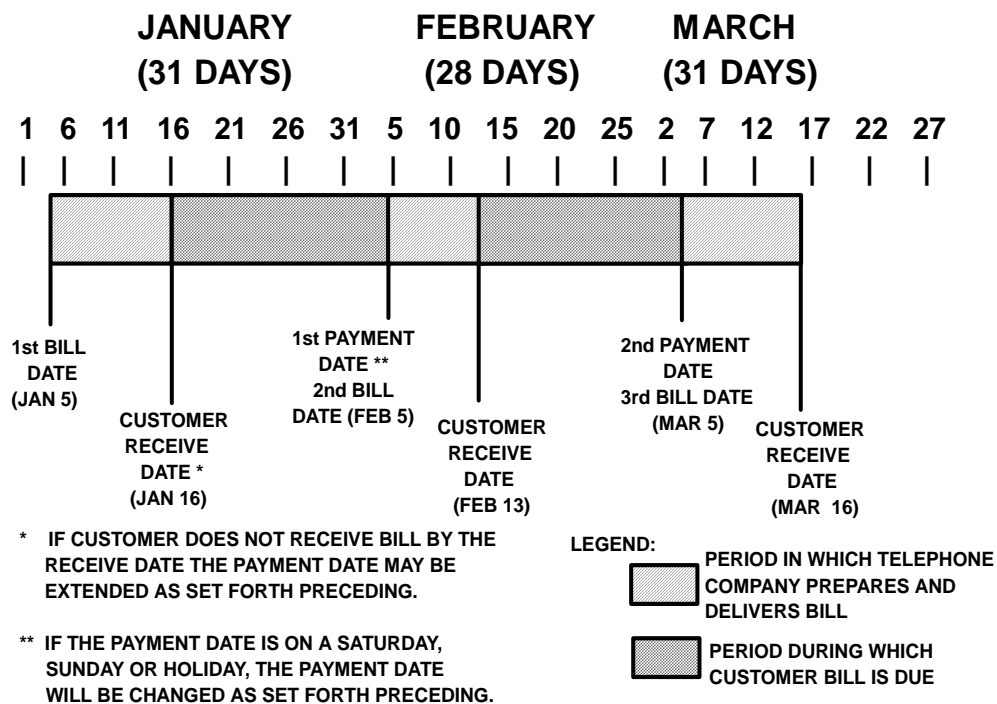 JANUARY FEBRUARY MARCH
(31 DAYS) (28 DAYS) (31 DAYS)
1 6 11 16 21 26 31 5 10 15 20 25 2 7 12 17 22 27
1st BILL
DATE
(JAN 5)
CUSTOMER
RECEIVE
DATE *
(JAN 16)
1st PAYMENT
DATE **
2nd BILL
DATE (FEB 5)
CUSTOMER
RECEIVE
DATE
(FEB 13)
2nd PAYMENT
DATE
3rd BILL DATE
(MAR 5)
CUSTOMER
RECEIVE
DATE
(MAR 16)
* IF CUSTOMER DOES NOT RECEIVE BILL BY THE
RECEIVE DATE THE PAYMENT DATE MAY BE
EXTENDED AS SET FORTH PRECEDING.
** IF THE PAYMENT DATE IS ON A SATURDAY,
SUNDAY OR HOLIDAY, THE PAYMENT DATE
WILL BE CHANGED AS SET FORTH PRECEDING.
LEGEND:
PERIOD IN WHICH TELEPHONE
COMPANY PREPARES AND
DELIVERS BILL
PERIOD DURING WHICH
CUSTOMER BILL IS DUE